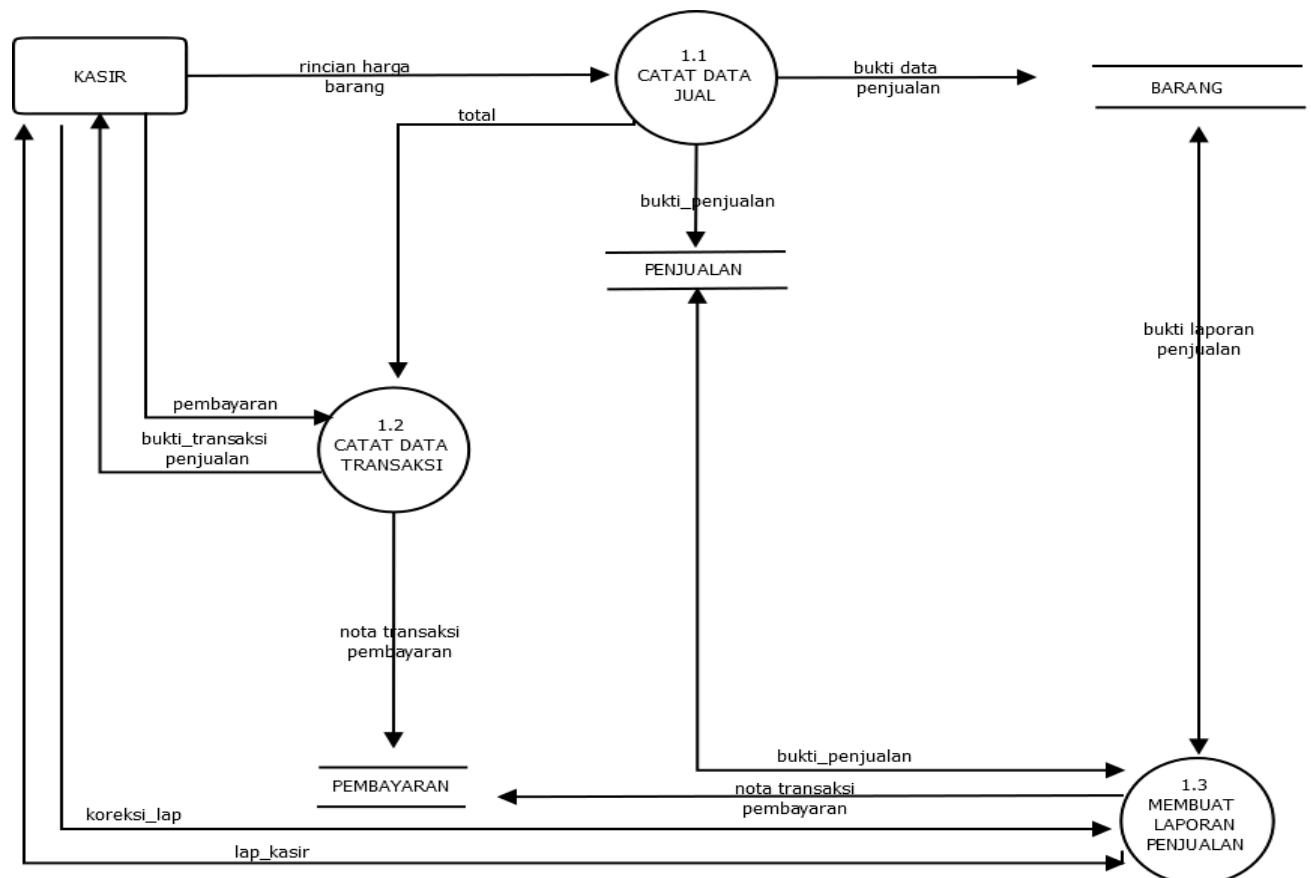 KASIR
rincian harga
barang
1.1
CATAT DATA
JUAL
bukti data
penjualan
BARANG
total
bukti_penjualan
PENJUALAN
bukti laporan
penjualan
pembayaran
bukti_transaksi
penjualan
1.2
CATAT DATA
TRANSAKSI
nota transaksi
pembayaran
PEMBAYARAN
bukti_penjualan
nota transaksi
pembayaran
1.3
MEMBUAT
LAPORAN
PENJUALAN
koreksi_lap
lap_kasir